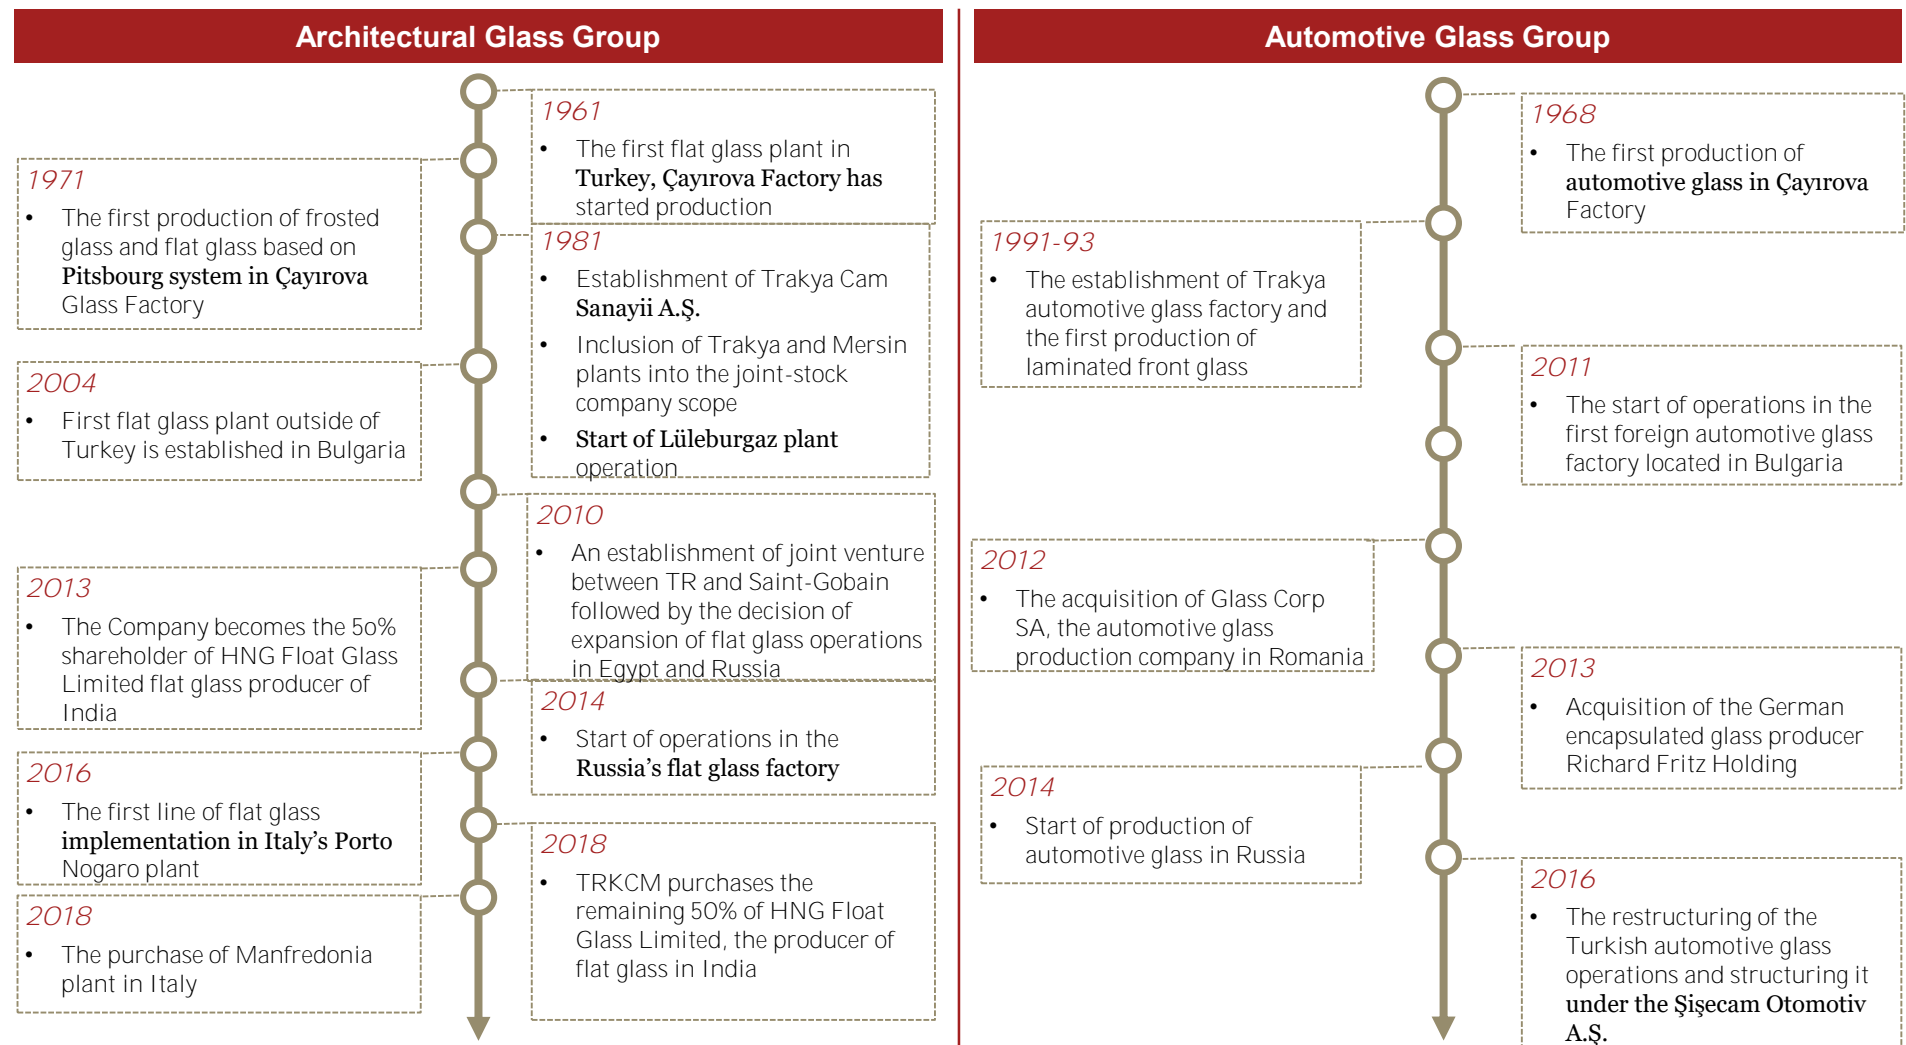 Architectural Glass Group
1961
• The first flat glass plant in
Turkey, Çayırova Factory has
started production
1971
• The first production of frosted
glass and flat glass based on
Pitsbourg system in Çayırova
Glass Factory
1981
• Establishment of Trakya Cam
Sanayii A.Ş.
• Inclusion of Trakya and Mersin
plants into the joint-stock
company scope
• Start of Lüleburgaz plant
operation
2004
• First flat glass plant outside of
Turkey is established in Bulgaria
2010
• An establishment of joint venture
between TR and Saint-Gobain
followed by the decision of
expansion of flat glass operations
in Egypt and Russia
2013
• The Company becomes the 50%
shareholder of HNG Float Glass
Limited flat glass producer of
India
2014
• Start of operations in the
Russia’s flat glass factory
2016
• The first line of flat glass
implementation in Italy’s Porto
Nogaro plant
2018
• TRKCM purchases the
remaining 50% of HNG Float
Glass Limited, the producer of
flat glass in India
2018
• The purchase of Manfredonia
plant in Italy
Automotive Glass Group
1968
• The first production of
automotive glass in Çayırova
Factory
1991-93
• The establishment of Trakya
automotive glass factory and
the first production of
laminated front glass
2011
• The start of operations in the
first foreign automotive glass
factory located in Bulgaria
2012
• The acquisition of Glass Corp
SA, the automotive glass
production company in Romania
2013
• Acquisition of the German
encapsulated glass producer
Richard Fritz Holding
2014
• Start of production of
automotive glass in Russia
2016
• The restructuring of the
Turkish automotive glass
operations and structuring it
under the Şişecam Otomotiv
A.Ş.